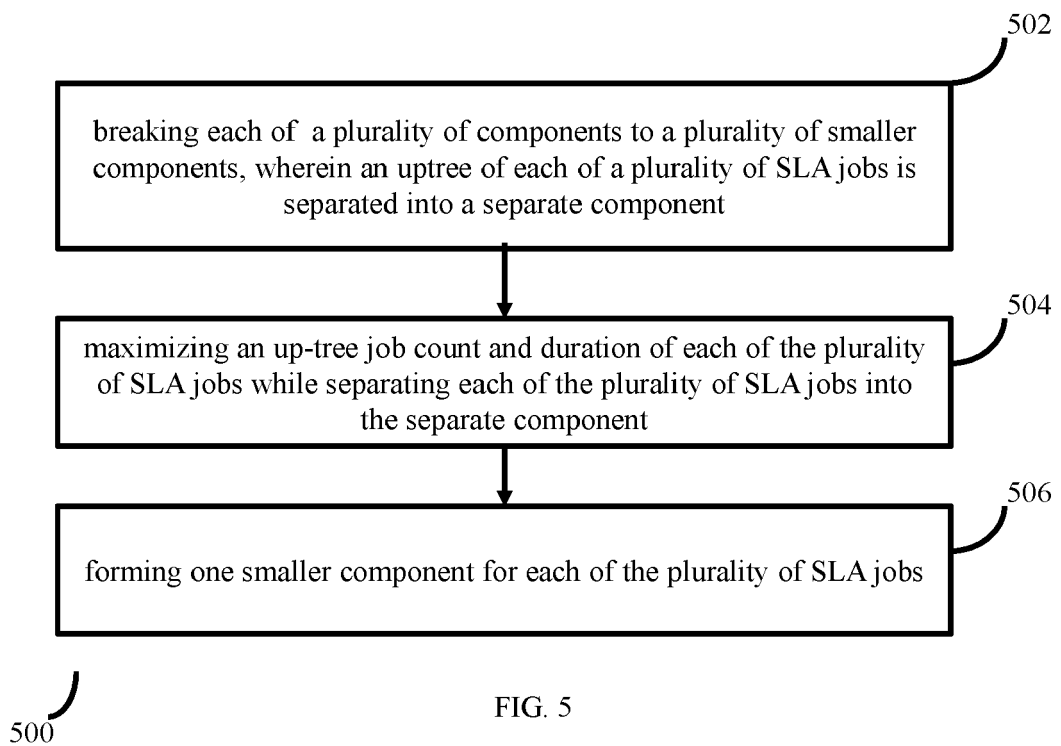 502
breaking each of a plurality of components to a plurality of smaller
components, wherein an uptree of each of a plurality of SLA jobs is
separated into a separate component
504
maximizing an up-tree job count and duration of each of the plurality
of SLA jobs while separating each of the plurality of SLA jobs into
the separate component
506
forming one smaller component for each of the plurality of SLA jobs
FIG. 5
500